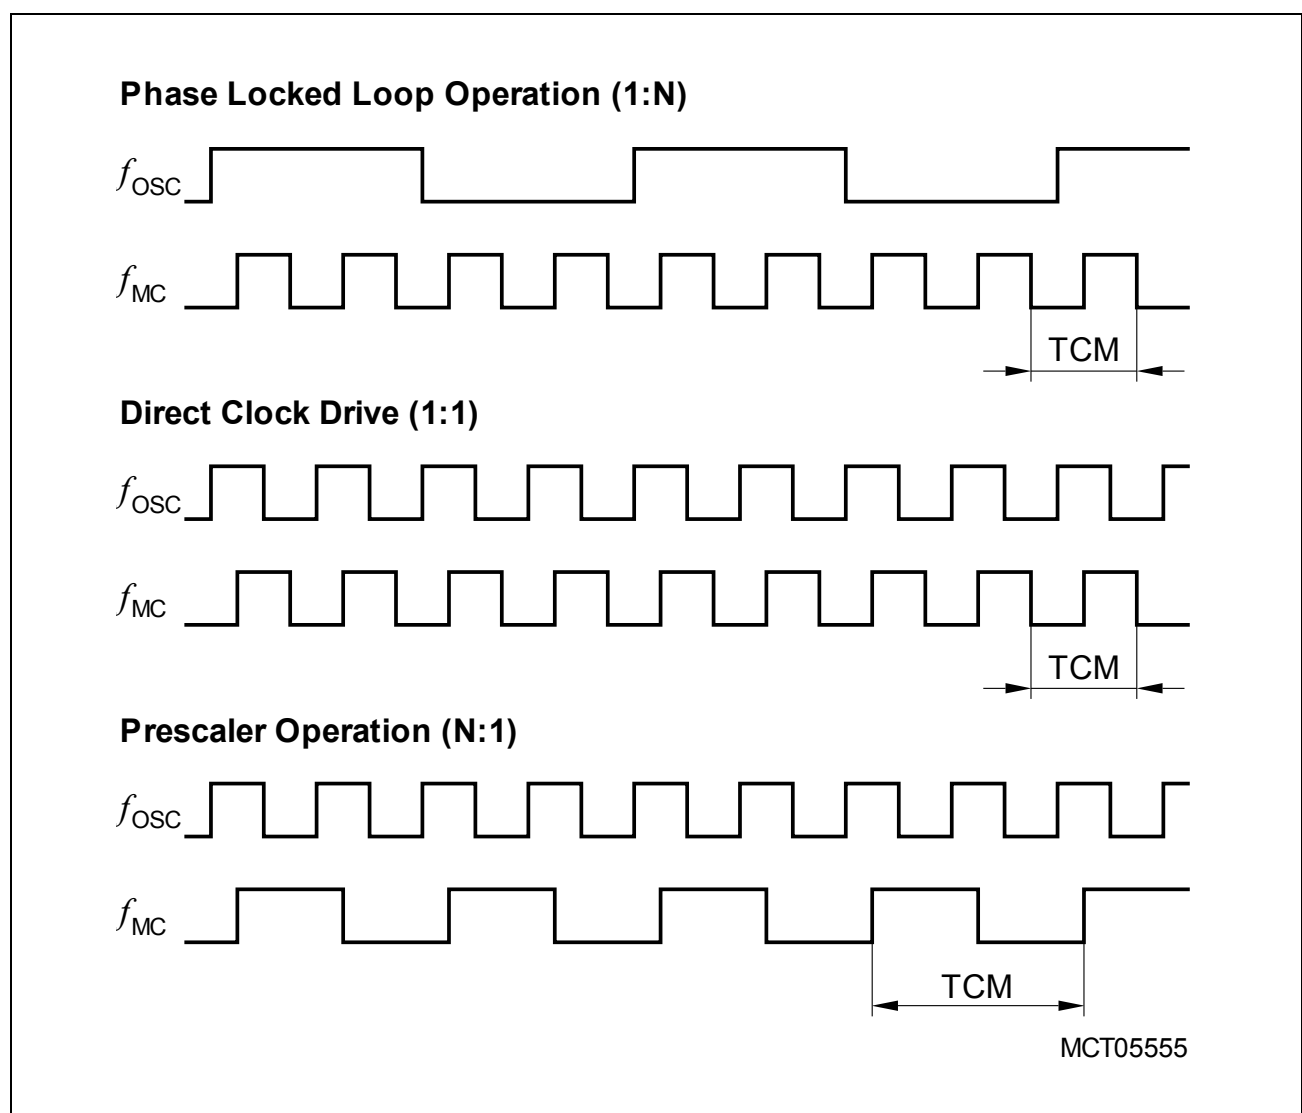 Phase Locked Loop Operation (1:N)
fOSC
fMC
TCM
Direct Clock Drive (1:1)
fOSC
fMC
TCM
Prescaler Operation (N:1)
fOSC
fMC
TCM
MCT05555